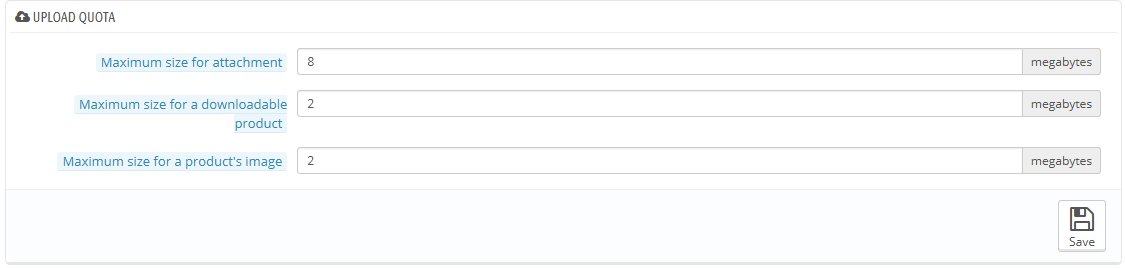 UPLOAD QUOTA
Maximum size for attachment 8 megabytes
Maximum size for a downloadable 2 megabytes
product
Maximum size for a product's image 2 megabytes
Save